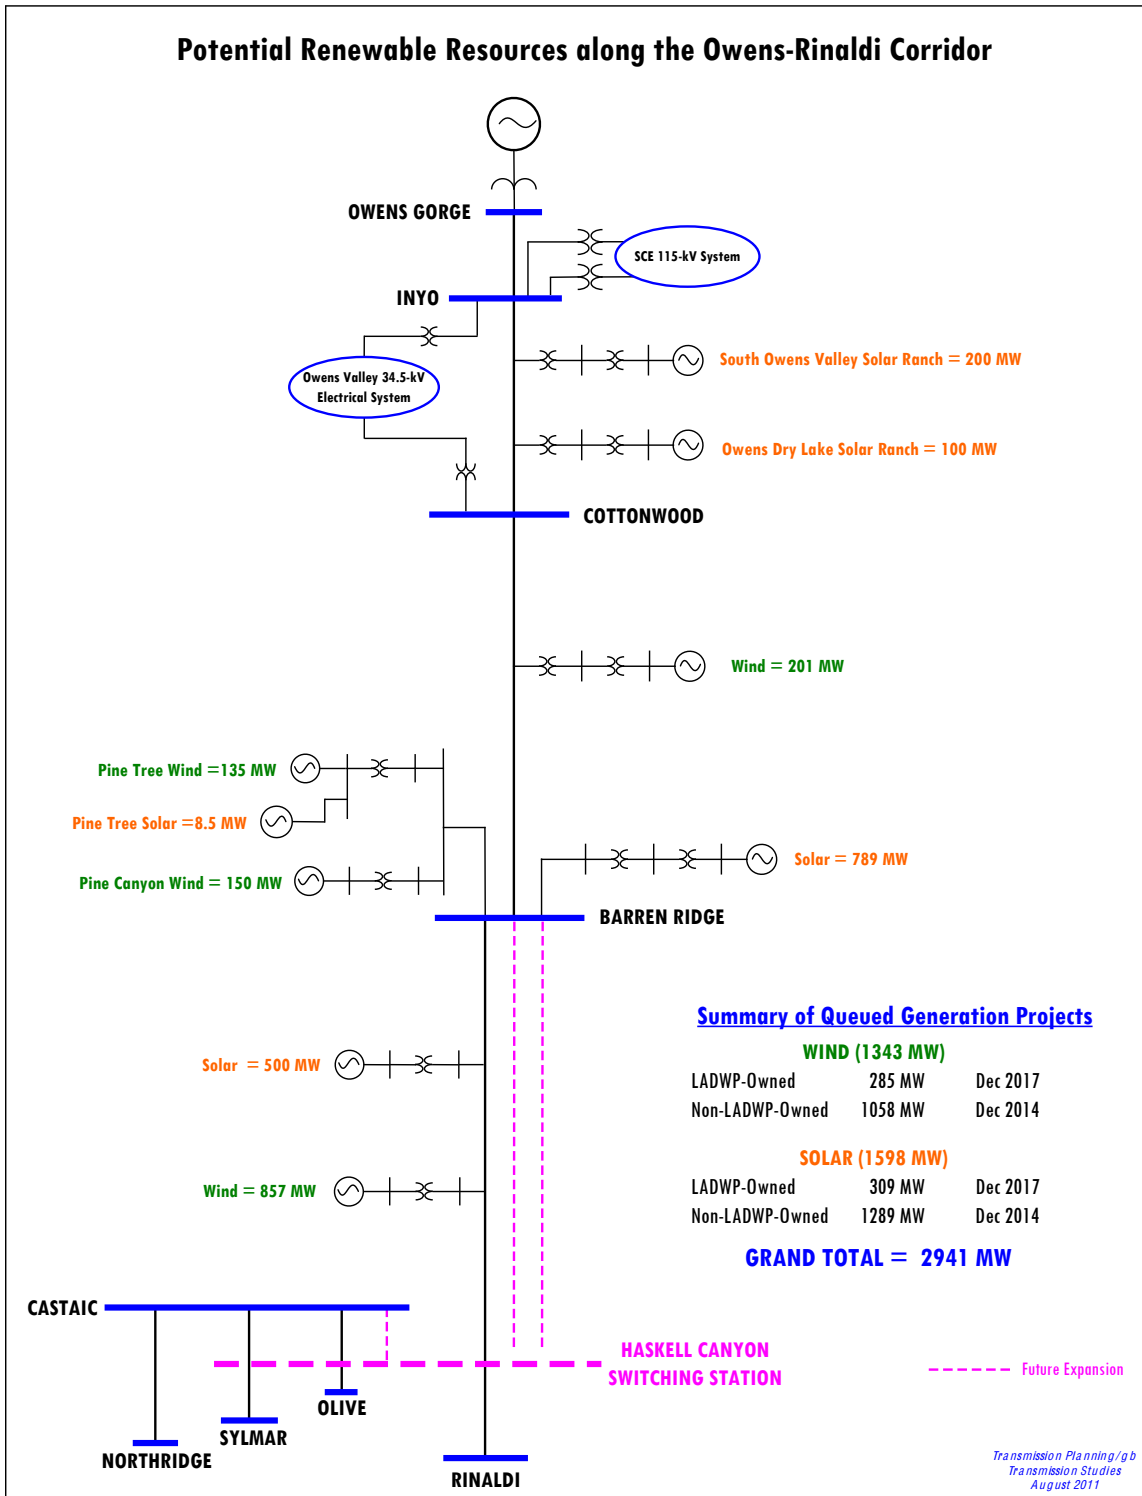 Potential Renewable Resources along the Owens-Rinaldi Corridor
OWENS GORGE
SCE 115-kV System
INYO
Owens Valley 34.5-kV
Electrical System
South Owens Valley Solar Ranch = 200 MW
Owens Dry Lake Solar Ranch = 100 MW
COTTONWOOD
Wind = 201 MW
Pine Tree Wind =135 MW
Pine Tree Solar =8.5 MW
Pine Canyon Wind = 150 MW
Solar = 789 MW
BARREN RIDGE
Summary of Queued Generation Projects
WIND (1343 MW)
LADWP-Owned 285 MW Dec 2017
Non-LADWP-Owned 1058 MW Dec 2014
SOLAR (1598 MW)
LADWP-Owned 309 MW Dec 2017
Non-LADWP-Owned 1289 MW Dec 2014
GRAND TOTAL = 2941 MW
Solar = 500 MW
Wind = 857 MW
CASTAIC
HASKELL CANYON
SWITCHING STATION
Future Expansion
OLIVE
SYLMAR
NORTHRIDGE
RINALDI
Transmission Planning/gb
Transmission Studies
August 2011